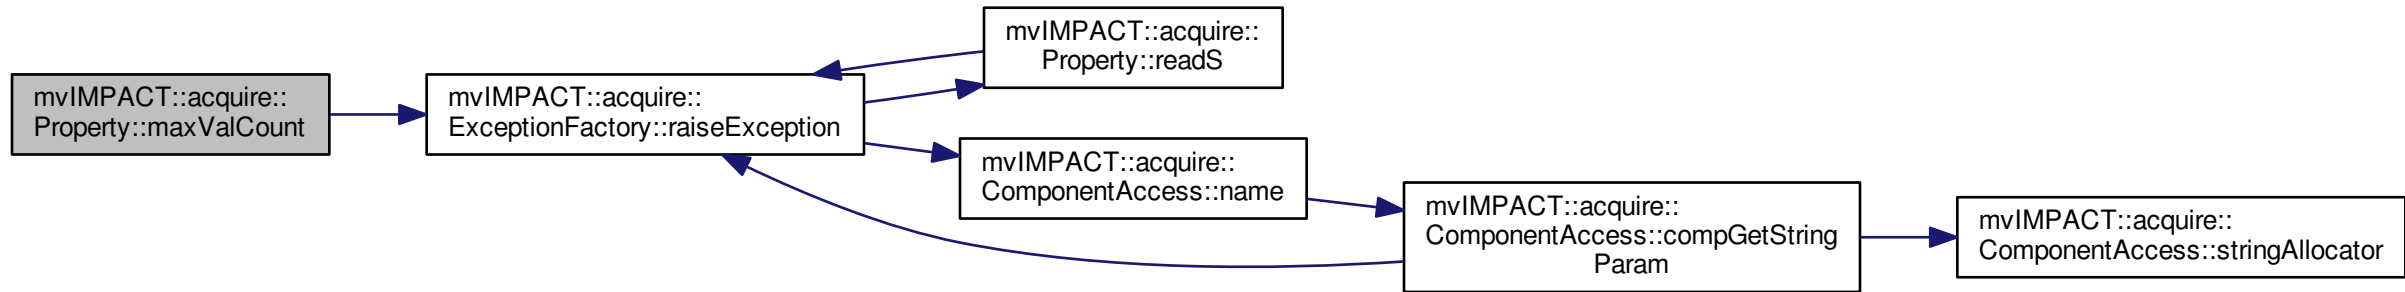 mvIMPACT::acquire::
Property::maxValCount
mvIMPACT::acquire::
ExceptionFactory::raiseException
mvIMPACT::acquire::
Property::readS
mvIMPACT::acquire::
ComponentAccess::name
mvIMPACT::acquire::
ComponentAccess::compGetString
Param
mvIMPACT::acquire::
ComponentAccess::stringAllocator